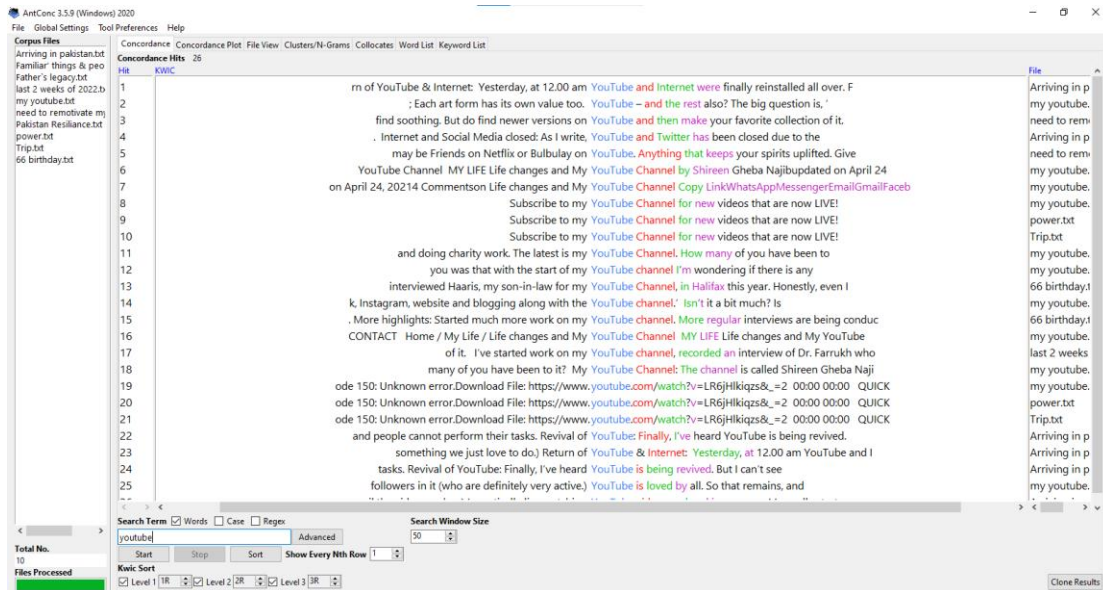 AntConc 3.5.9 (Windows) 2020
File Global Settings Tool Preferences Help
Corpus Files
Arriving in pakistan.txt
Familiar' things & peo
Father's legacy.txt
last 2 weeks of 2022.t
my youtube.txt
need to remotivate my
Pakistan Resiliance.txt
power.txt
Trip.txt
66 birthday.txt
Concordance Concordance Plot File View Clusters/N-Grams Collocates Word List Keyword List
Concordance Hits 26
Hit KWIC File
1 rn of YouTube & Internet: Yesterday, at 12.00 am YouTube and Internet were finally reinstalled all over. F Arriving in p
2 ; Each art form has its own value too. YouTube – and the rest also? The big question is, ' my youtube.
3 find soothing. But do find newer versions on YouTube and then make your favorite collection of it. need to rem
4 . Internet and Social Media closed: As I write, YouTube and Twitter has been closed due to the Arriving in p
5 may be Friends on Netflix or Bulbulay on YouTube. Anything that keeps your spirits uplifted. Give need to rem
6 YouTube Channel MY LIFE Life changes and My YouTube Channel by Shireen Gheba Najibupdated on April 24 my youtube.
7 on April 24, 20214 Commentson Life changes and My YouTube Channel Copy LinkWhatsAppMessengerEmailGmailFaceb my youtube.
8 Subscribe to my YouTube Channel for new videos that are now LIVE! my youtube.
9 Subscribe to my YouTube Channel for new videos that are now LIVE! power.txt
10 Subscribe to my YouTube Channel for new videos that are now LIVE! Trip.txt
11 and doing charity work. The latest is my YouTube Channel. How many of you have been to my youtube.
12 you was that with the start of my YouTube channel I'm wondering if there is any my youtube.
13 interviewed Haaris, my son-in-law for my YouTube Channel, in Halifax this year. Honestly, even I 66 birthday.t
14 k, Instagram, website and blogging along with the YouTube channel.' Isn't it a bit much? Is my youtube.
15 . More highlights: Started much more work on my YouTube channel. More regular interviews are being conduc 66 birthday.t
16 CONTACT Home / My Life / Life changes and My YouTube Channel MY LIFE Life changes and My YouTube my youtube.
17 of it. I've started work on my YouTube channel, recorded an interview of Dr. Farrukh who last 2 weeks
18 many of you have been to it? My YouTube Channel: The channel is called Shireen Gheba Naji my youtube.
19 ode 150: Unknown error.Download File: https://www.youtube.com/watch?v=LR6jHlkiqzs&_=2 00:00 00:00 QUICK my youtube.
20 ode 150: Unknown error.Download File: https://www.youtube.com/watch?v=LR6jHlkiqzs&_=2 00:00 00:00 QUICK power.txt
21 ode 150: Unknown error.Download File: https://www.youtube.com/watch?v=LR6jHlkiqzs&_=2 00:00 00:00 QUICK Trip.txt
22 and people cannot perform their tasks. Revival of YouTube: Finally, I've heard YouTube is being revived. Arriving in p
23 something we just love to do.) Return of YouTube & Internet: Yesterday, at 12.00 am YouTube and I Arriving in p
24 tasks. Revival of YouTube: Finally, I've heard YouTube is being revived. But I can't see Arriving in p
25 followers in it (who are definitely very active.) YouTube is loved by all. So that remains, and my youtube.
Search Term Words Case Regex Search Window Size
youtube Advanced 50
Start Stop Sort Show Every Nth Row 1
Kwic Sort
Level 1 1R Level 2 2R Level 3 3R Clone Results
Total No.
10
Files Processed